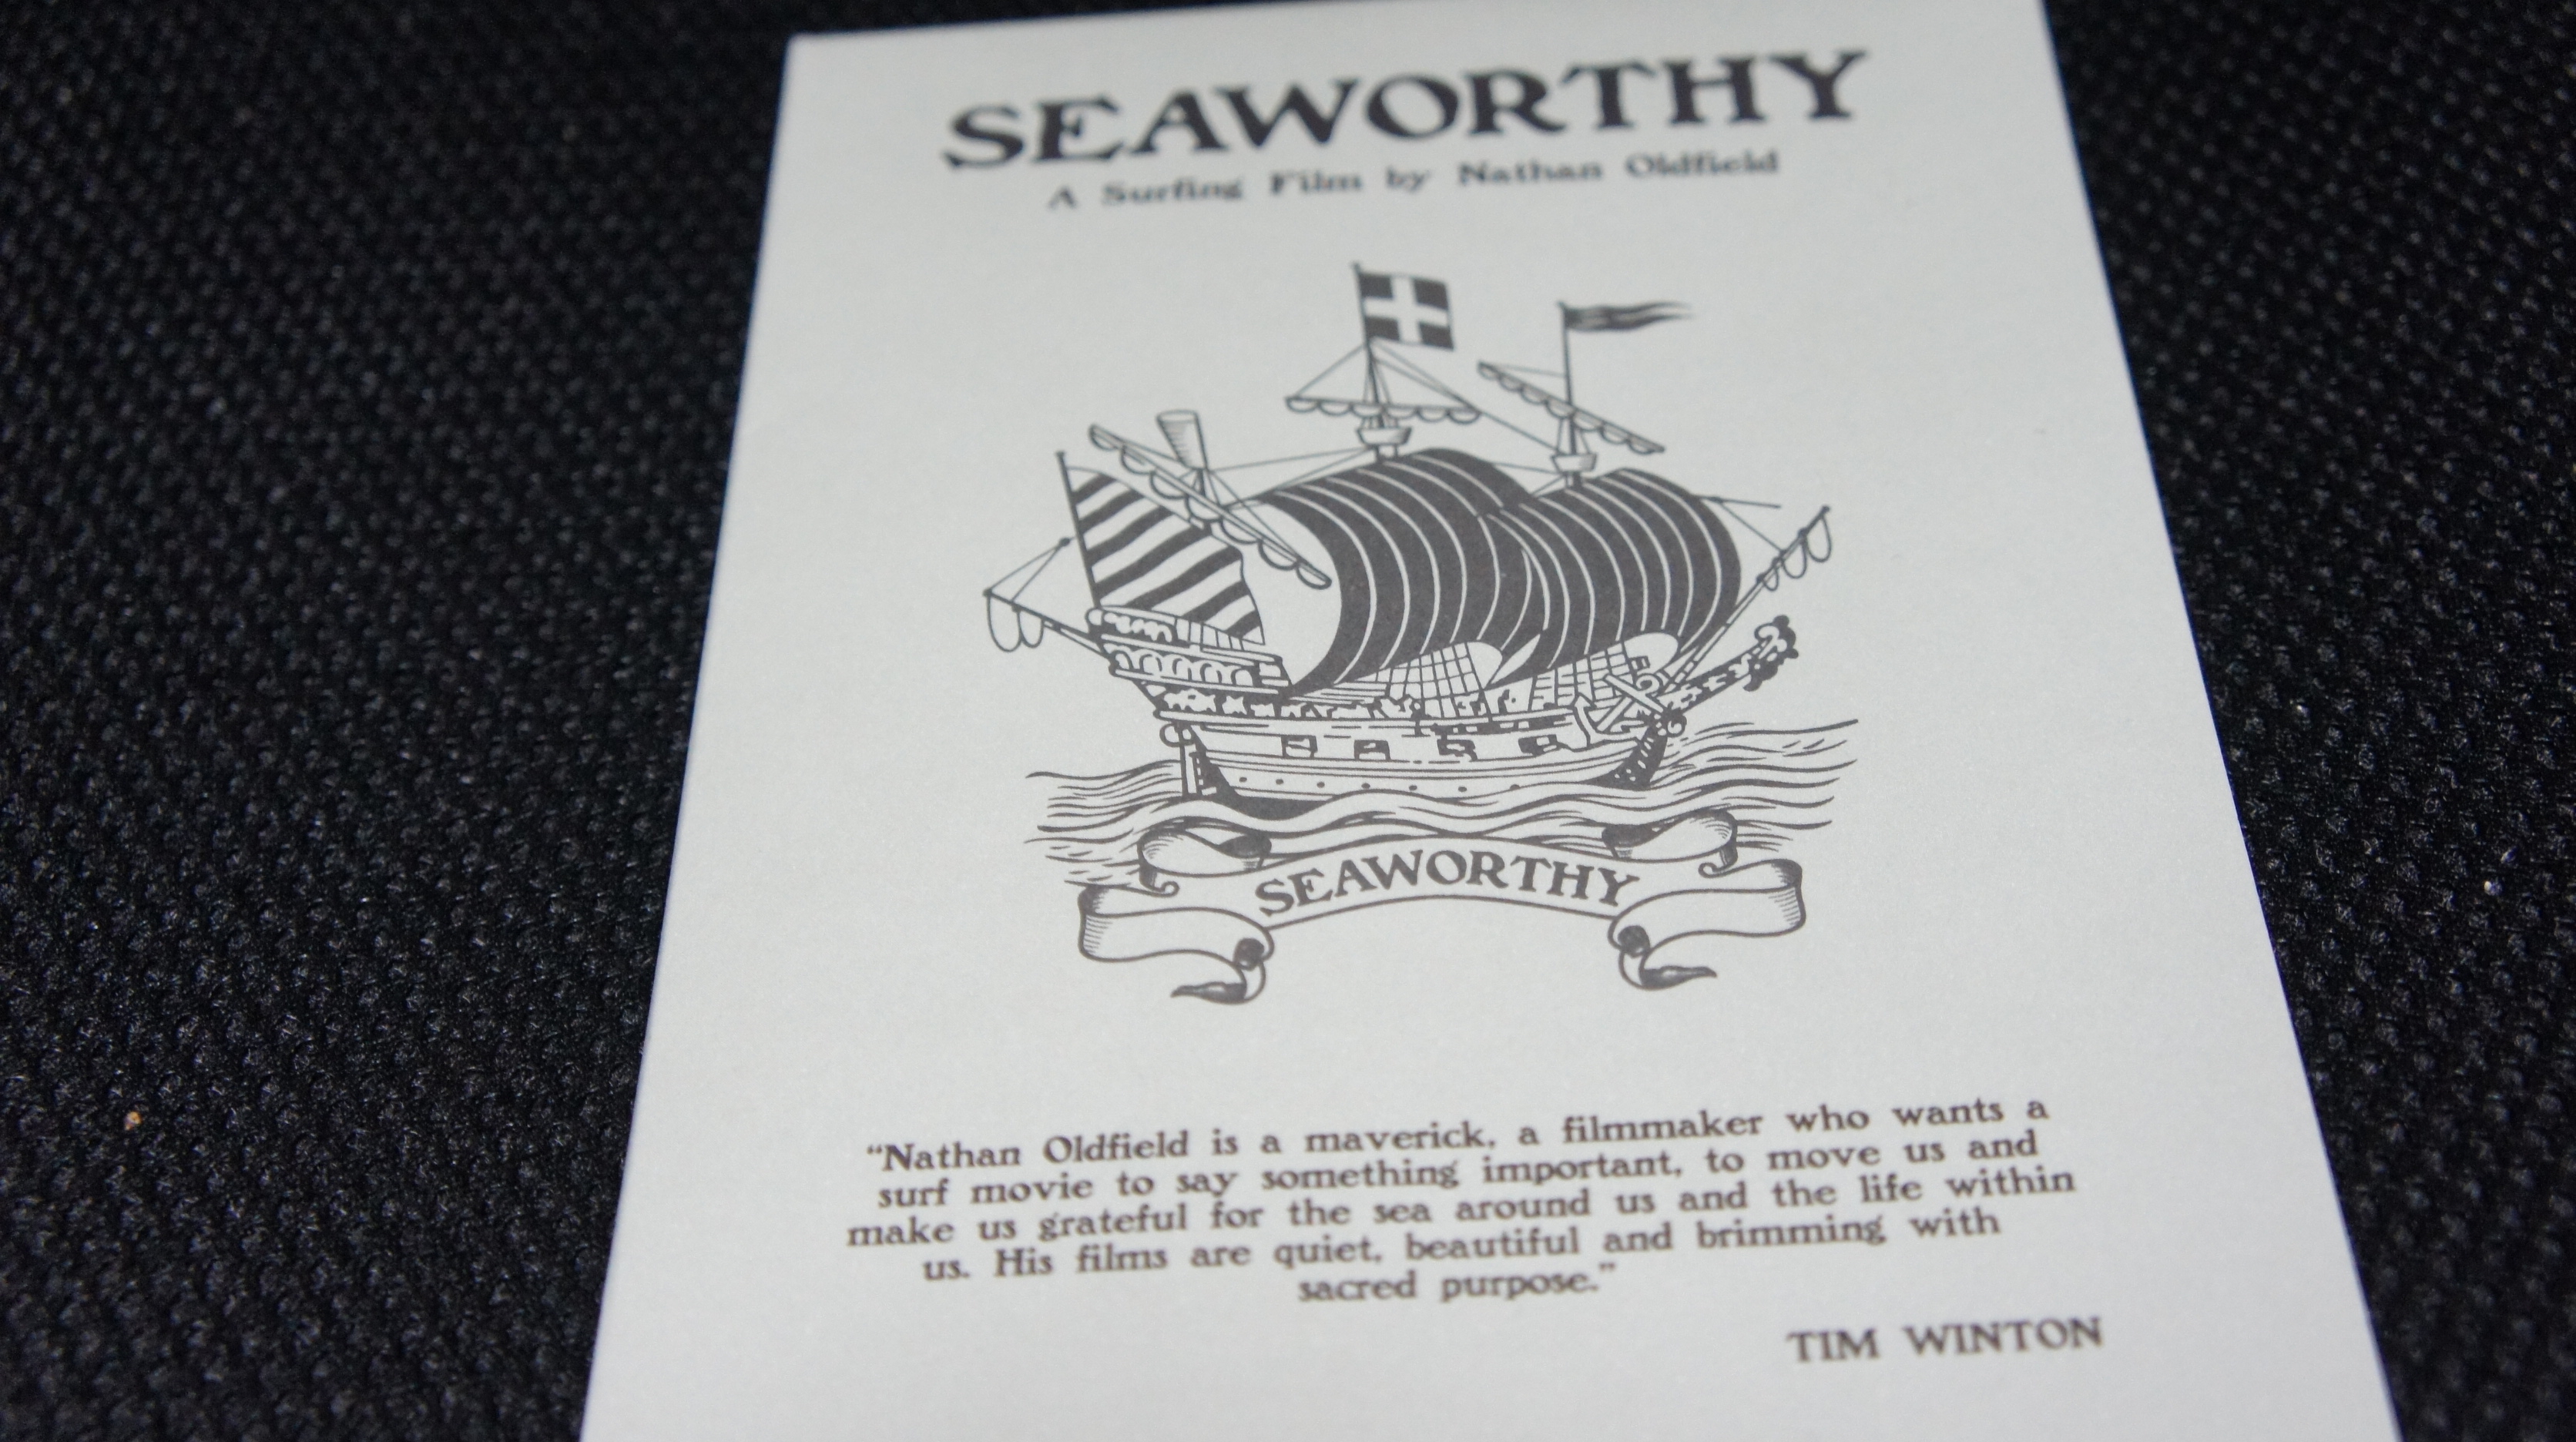 SEAWORTHY
A Surfing Film by Nathan Oldfield
SEAWORTHY
“Nathan Oldfield is a maverick, a filmmaker who wants a
surf movie to say something important, to move us and
make us grateful for the sea around us and the life within
us. His films are quiet, beautiful and brimming with
sacred purpose.”
TIM WINTON